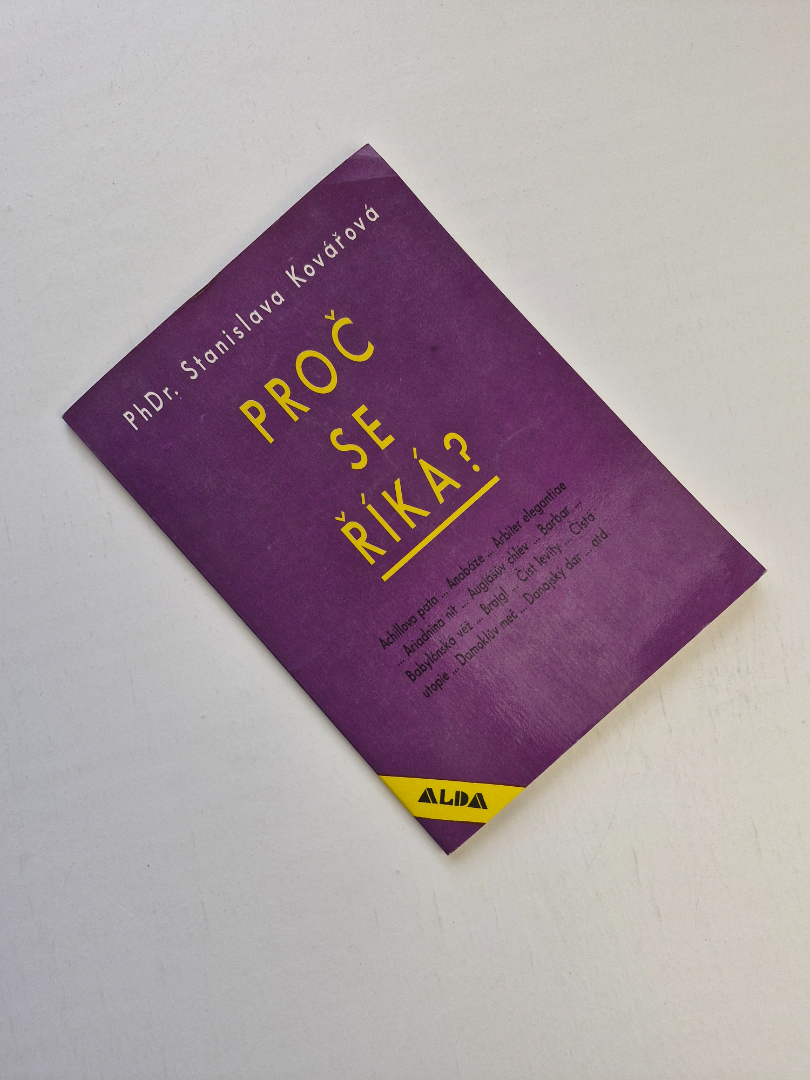 PhDr. Stanislava Kovářová
PROČ
SE
ŘÍKÁ?
Achillova pata ... Anabáze ... Arbiter elegantiae
... Ariadnina nit ... Augiášův chlév ... Barbar ...
Babylónská věž ... Brajgl ... Číst levity ... Čistá
utopie ... Damoklův meč ... Danajský dar ... atd.
ALDA